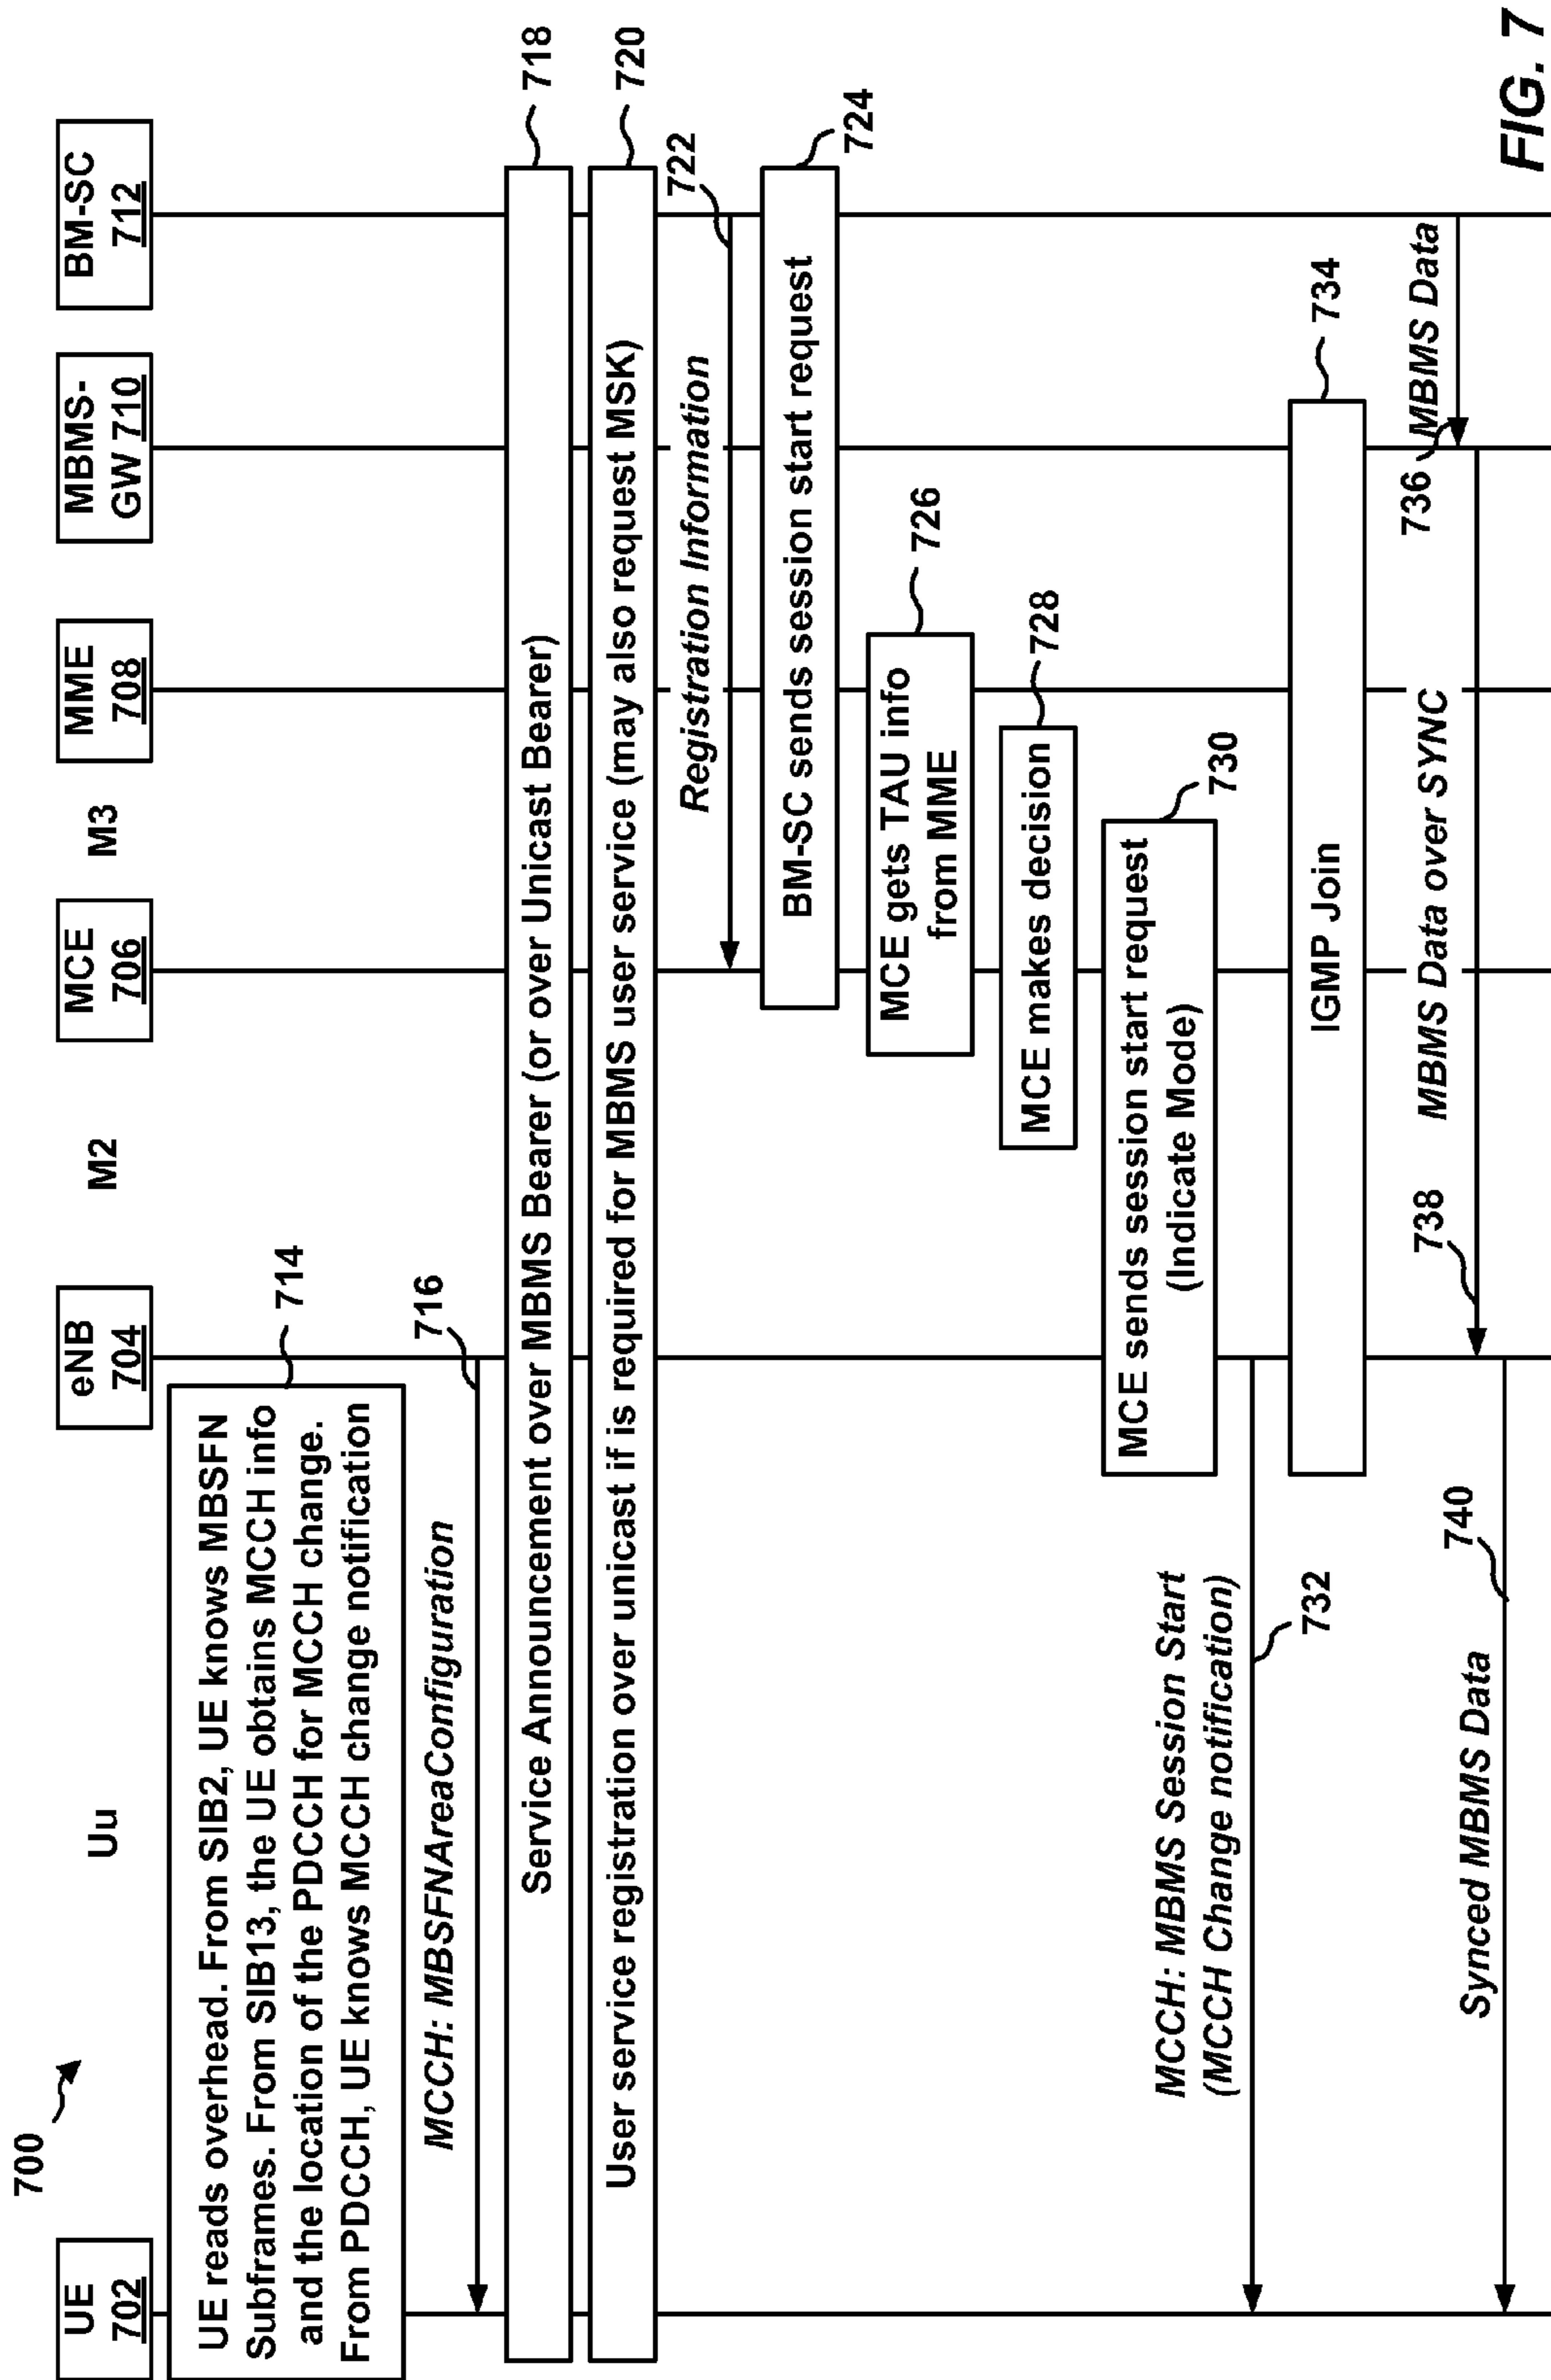 700
UE
702
Uu
eNB
704
M2
MCE
706
M3
MME
708
MBMS-
GW 710
BM-SC
712
UE reads overhead. From SIB2, UE knows MBSFN
Subframes. From SIB13, the UE obtains MCCH info
and the location of the PDCCH for MCCH change.
From PDCCH, UE knows MCCH change notification
714
MCCH: MBSFNAreaConfiguration
716
Service Announcement over MBMS Bearer (or over Unicast Bearer)
718
User service registration over unicast if is required for MBMS user service (may also request MSK)
720
Registration Information
722
BM-SC sends session start request
724
MCE gets TAU info
from MME
726
MCE makes decision
728
MCE sends session start request
(Indicate Mode)
730
MCCH: MBMS Session Start
(MCCH Change notification)
732
IGMP Join
734
MBMS Data
736
MBMS Data over SYNC
738
Synced MBMS Data
740
FIG. 7